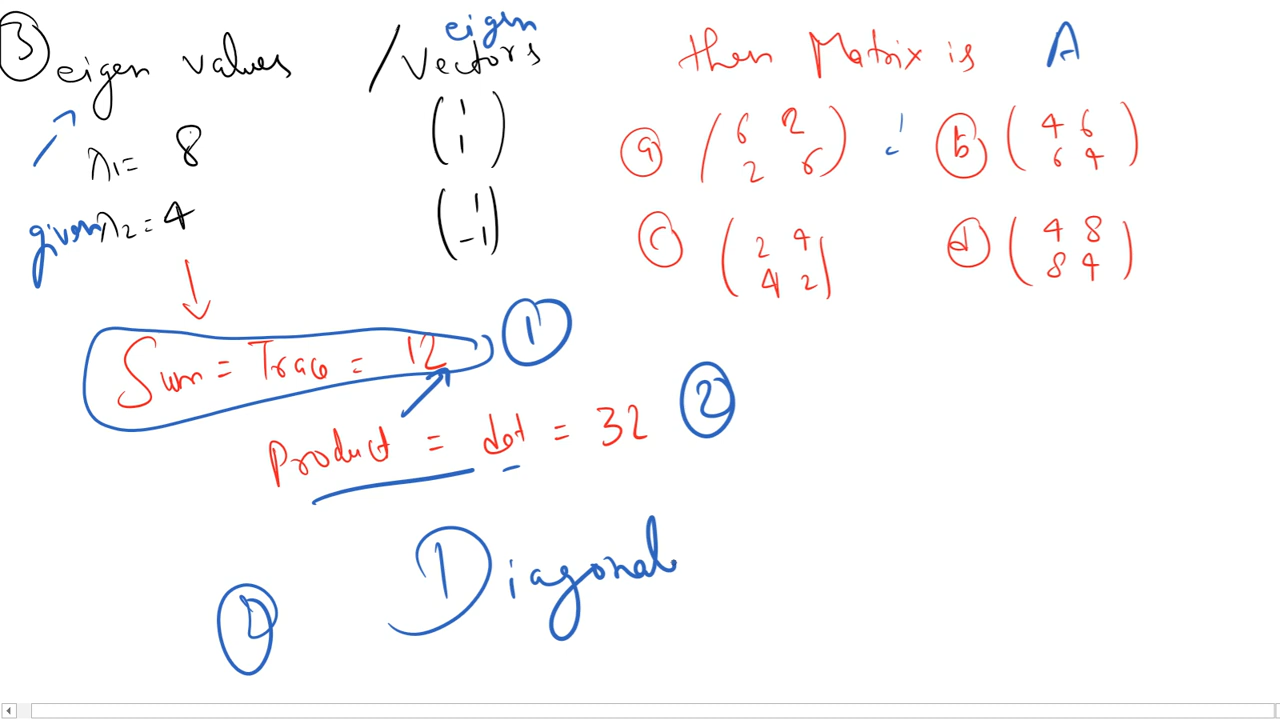 ③ eigen values / eigen Vectors
then Matrix is A
λ1 = 8 (1 1)
λ2 = 4 (1 -1)
given
ⓐ (6 2
2 6)
ⓑ (4 6
6 4)
ⓒ (2 4
4 2)
ⓓ (4 8
8 4)
Sum = Trace = 12 ①
Product = det = 32 ②
Diagonal